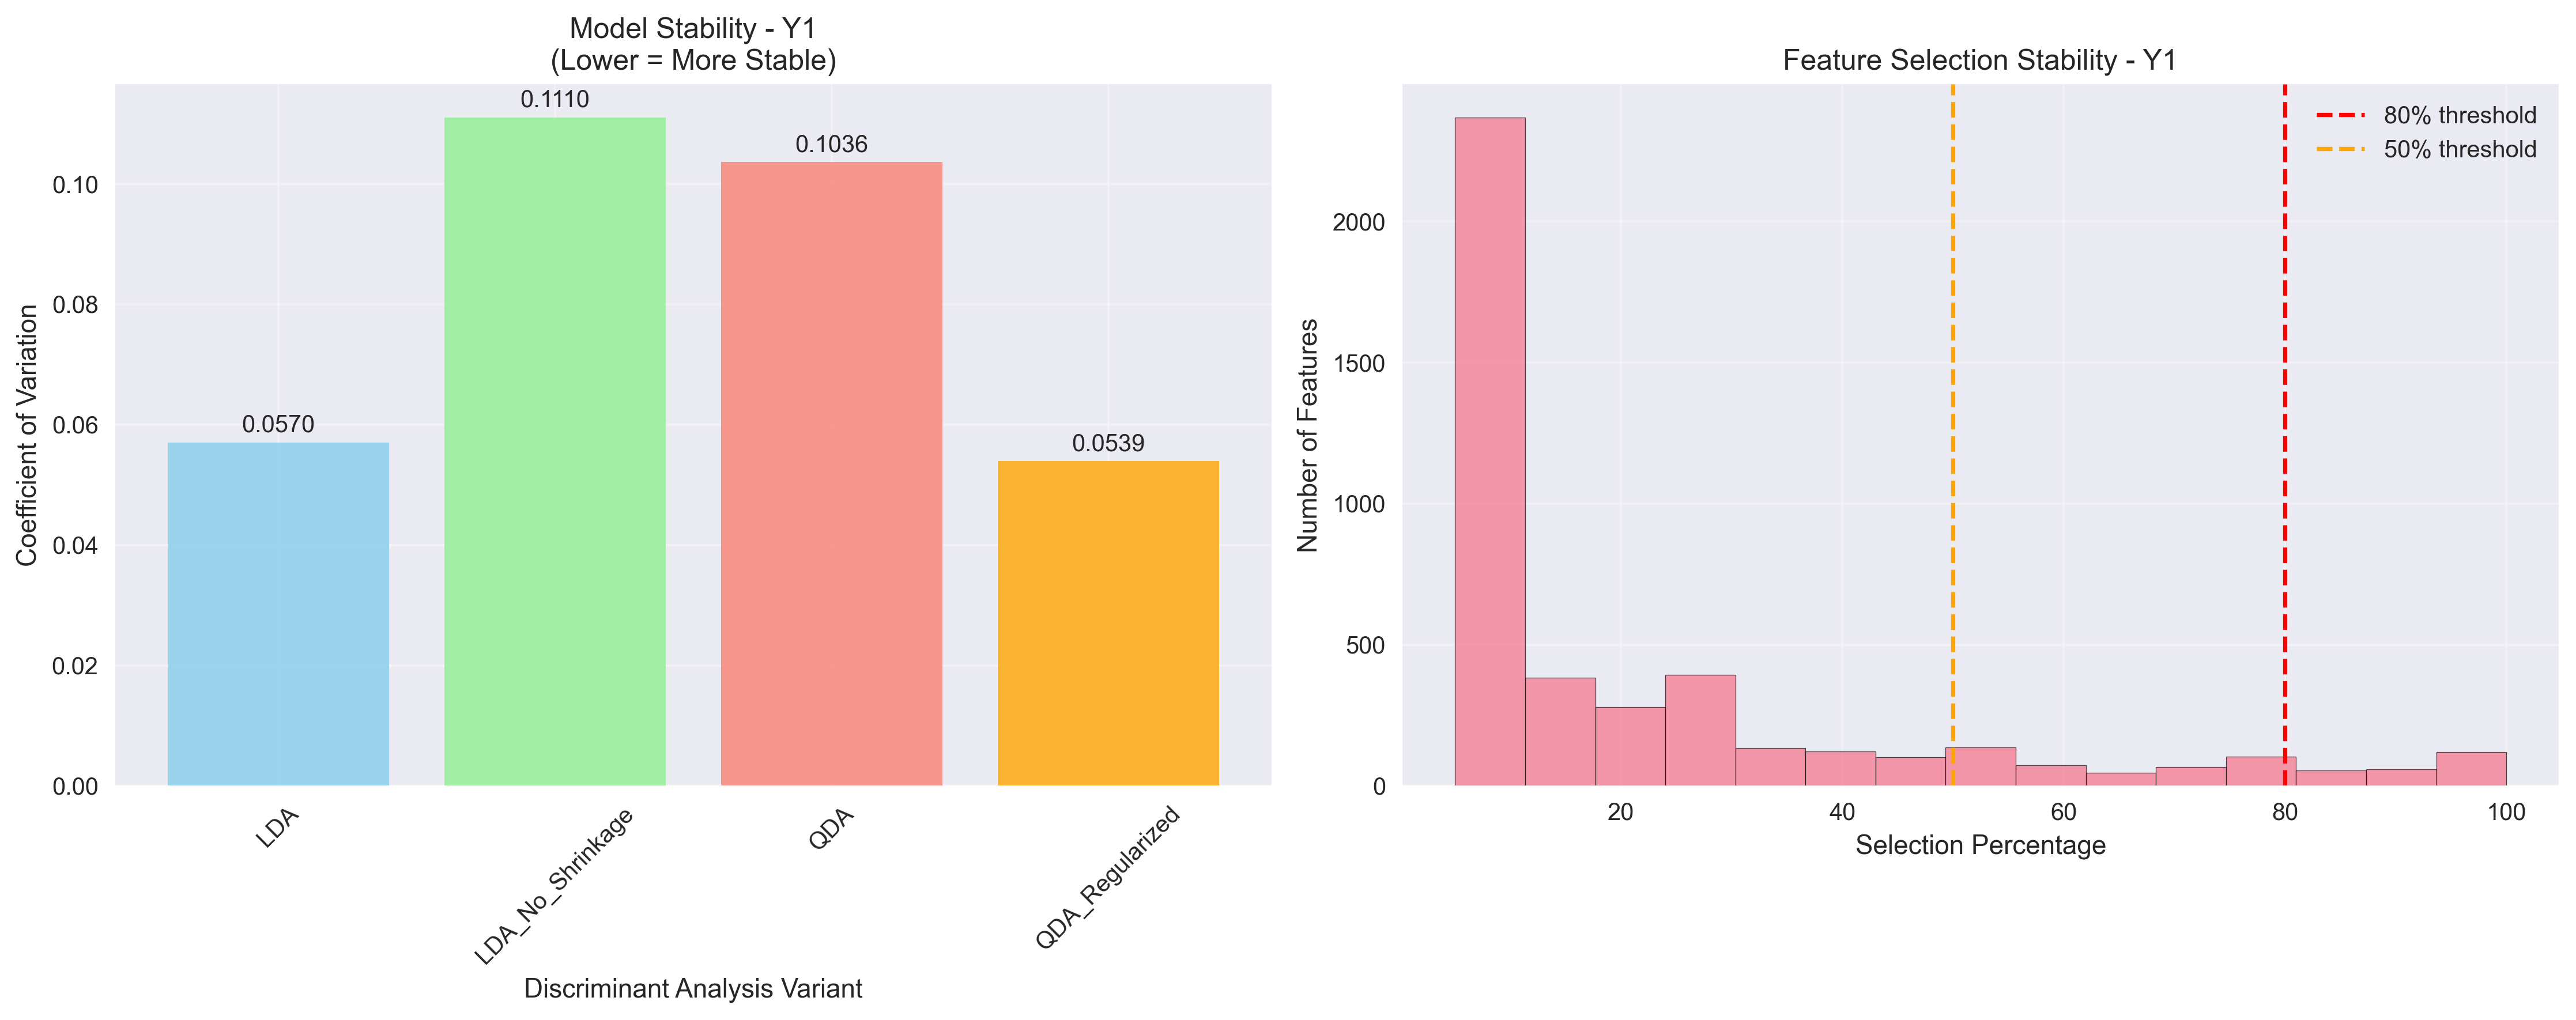 Model Stability - Y1
(Lower = More Stable)
0.1110
0.1036
0.0570
0.0539
0.10
0.08
0.06
0.04
0.02
0.00
Coefficient of Variation
LDA
LDA_No_Shrinkage
QDA
QDA_Regularized
Discriminant Analysis Variant
Feature Selection Stability - Y1
80% threshold
50% threshold
2000
1500
1000
500
0
Number of Features
20
40
60
80
100
Selection Percentage